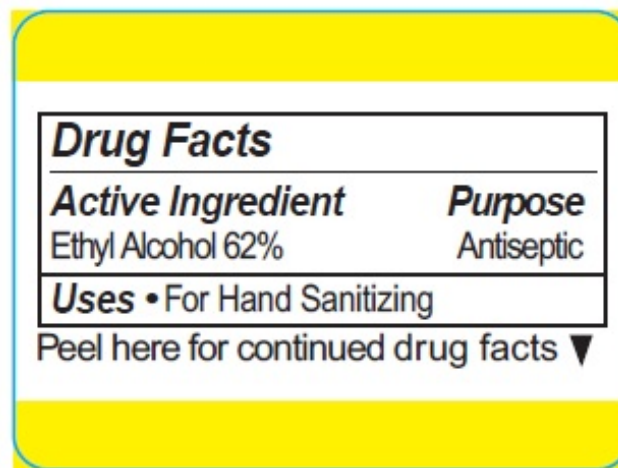 Drug Facts
Active Ingredient Purpose
Ethyl Alcohol 62% Antiseptic
Uses • For Hand Sanitizing
Peel here for continued drug facts ▼